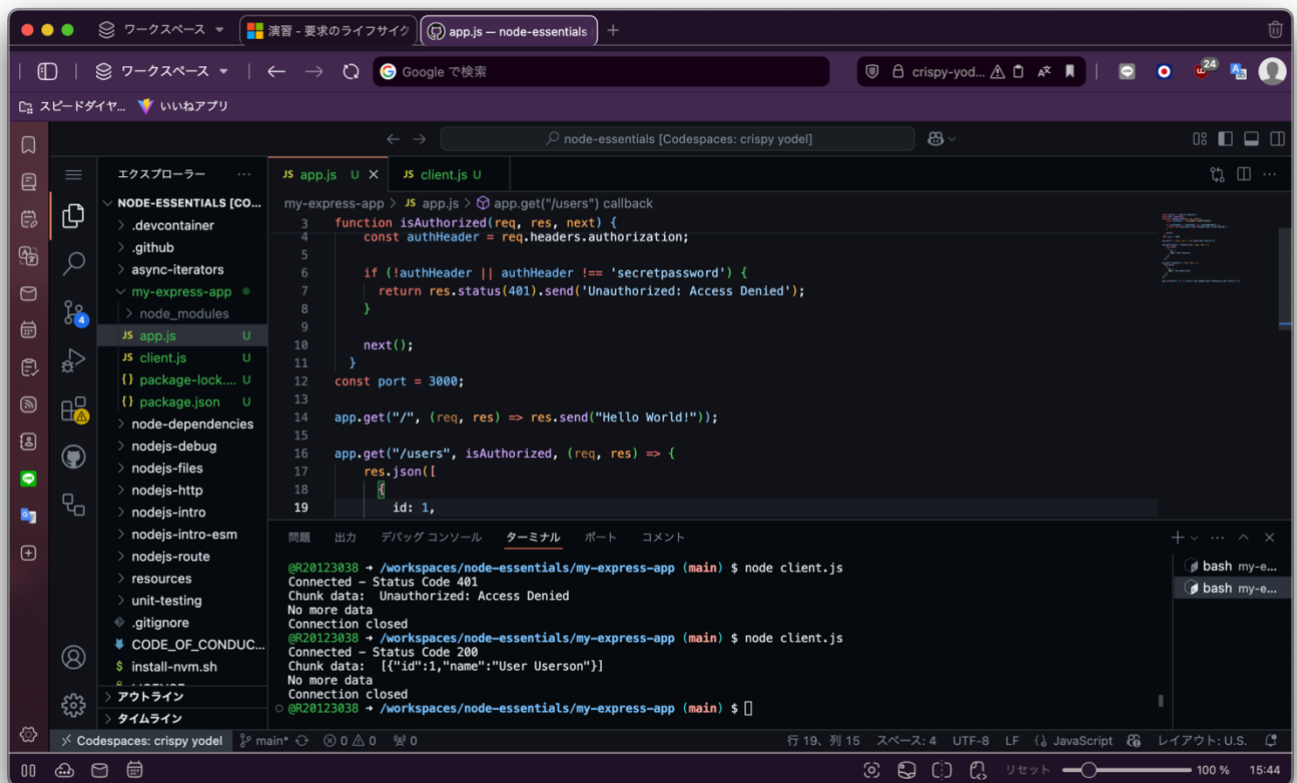 ワークスペース
演習 - 要求のライフサイク
app.js — node-essentials
ワークスペース
Google で検索
crispy-yod...
24
スピードダイヤ...
いいねアプリ
node-essentials [Codespaces: crispy yodel]
エクスプローラー
NODE-ESSENTIALS [CO...
.devcontainer
.github
async-iterators
my-express-app
node_modules
JS app.js U
JS client.js U
{} package-lock.... U
{} package.json U
node-dependencies
nodejs-debug
nodejs-files
nodejs-http
nodejs-intro
nodejs-intro-esm
nodejs-route
resources
unit-testing
.gitignore
CODE_OF_CONDUC...
$ install-nvm.sh
アウトライン
タイムライン
4
JS app.js U
JS client.js U
my-express-app > JS app.js > app.get("/users") callback
3 function isAuthorized(req, res, next) {
4 const authHeader = req.headers.authorization;
5
6 if (!authHeader || authHeader !== 'secretpassword') {
7 return res.status(401).send('Unauthorized: Access Denied');
8 }
9
10 next();
11 }
12 const port = 3000;
13
14 app.get("/", (req, res) => res.send("Hello World!"));
15
16 app.get("/users", isAuthorized, (req, res) => {
17 res.json([
18 {
19 id: 1,
問題 出力 デバッグ コンソール ターミナル ポート コメント
@R20123038 → /workspaces/node-essentials/my-express-app (main) $ node client.js
Connected – Status Code 401
Chunk data: Unauthorized: Access Denied
No more data
Connection closed
@R20123038 → /workspaces/node-essentials/my-express-app (main) $ node client.js
Connected – Status Code 200
Chunk data: [{"id":1,"name":"User Userson"}]
No more data
Connection closed
@R20123038 → /workspaces/node-essentials/my-express-app (main) $
bash my-e...
bash my-e...
Codespaces: crispy yodel
main*
0 0
0
行 19、列 15 スペース: 4 UTF-8 LF JavaScript レイアウト: U.S.
リセット 100 % 15:44